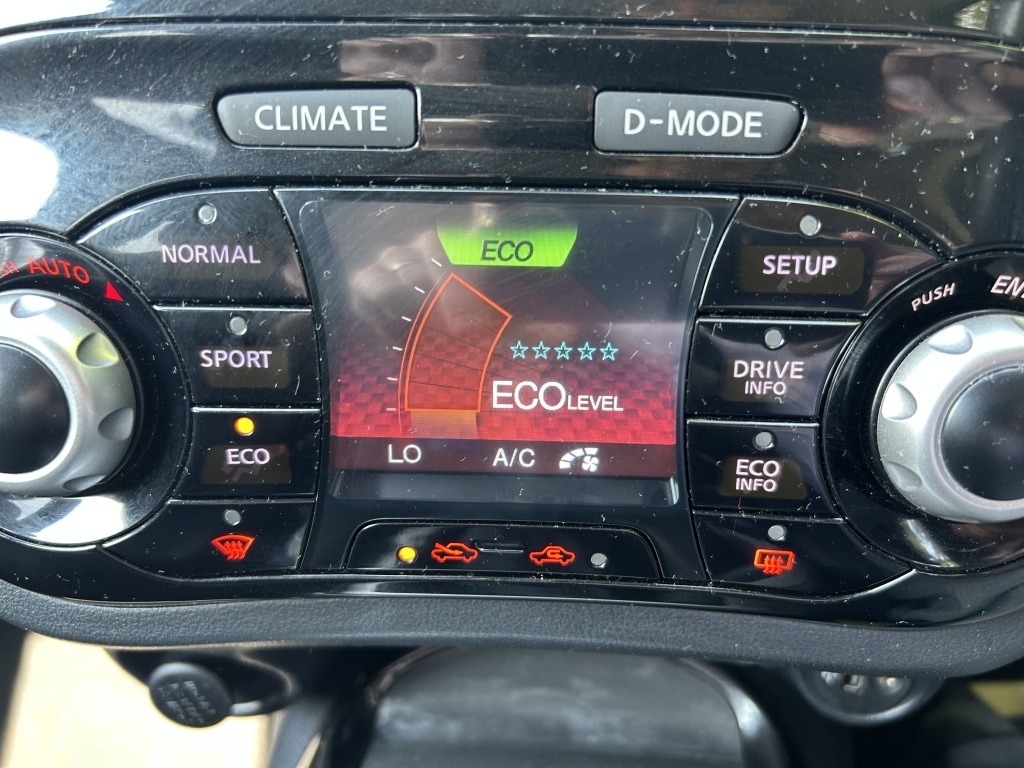 CLIMATE
D-MODE
NORMAL
SPORT
ECO
AUTO
ECO
ECO LEVEL
LO A/C
SETUP
DRIVE
INFO
ECO
INFO
PUSH